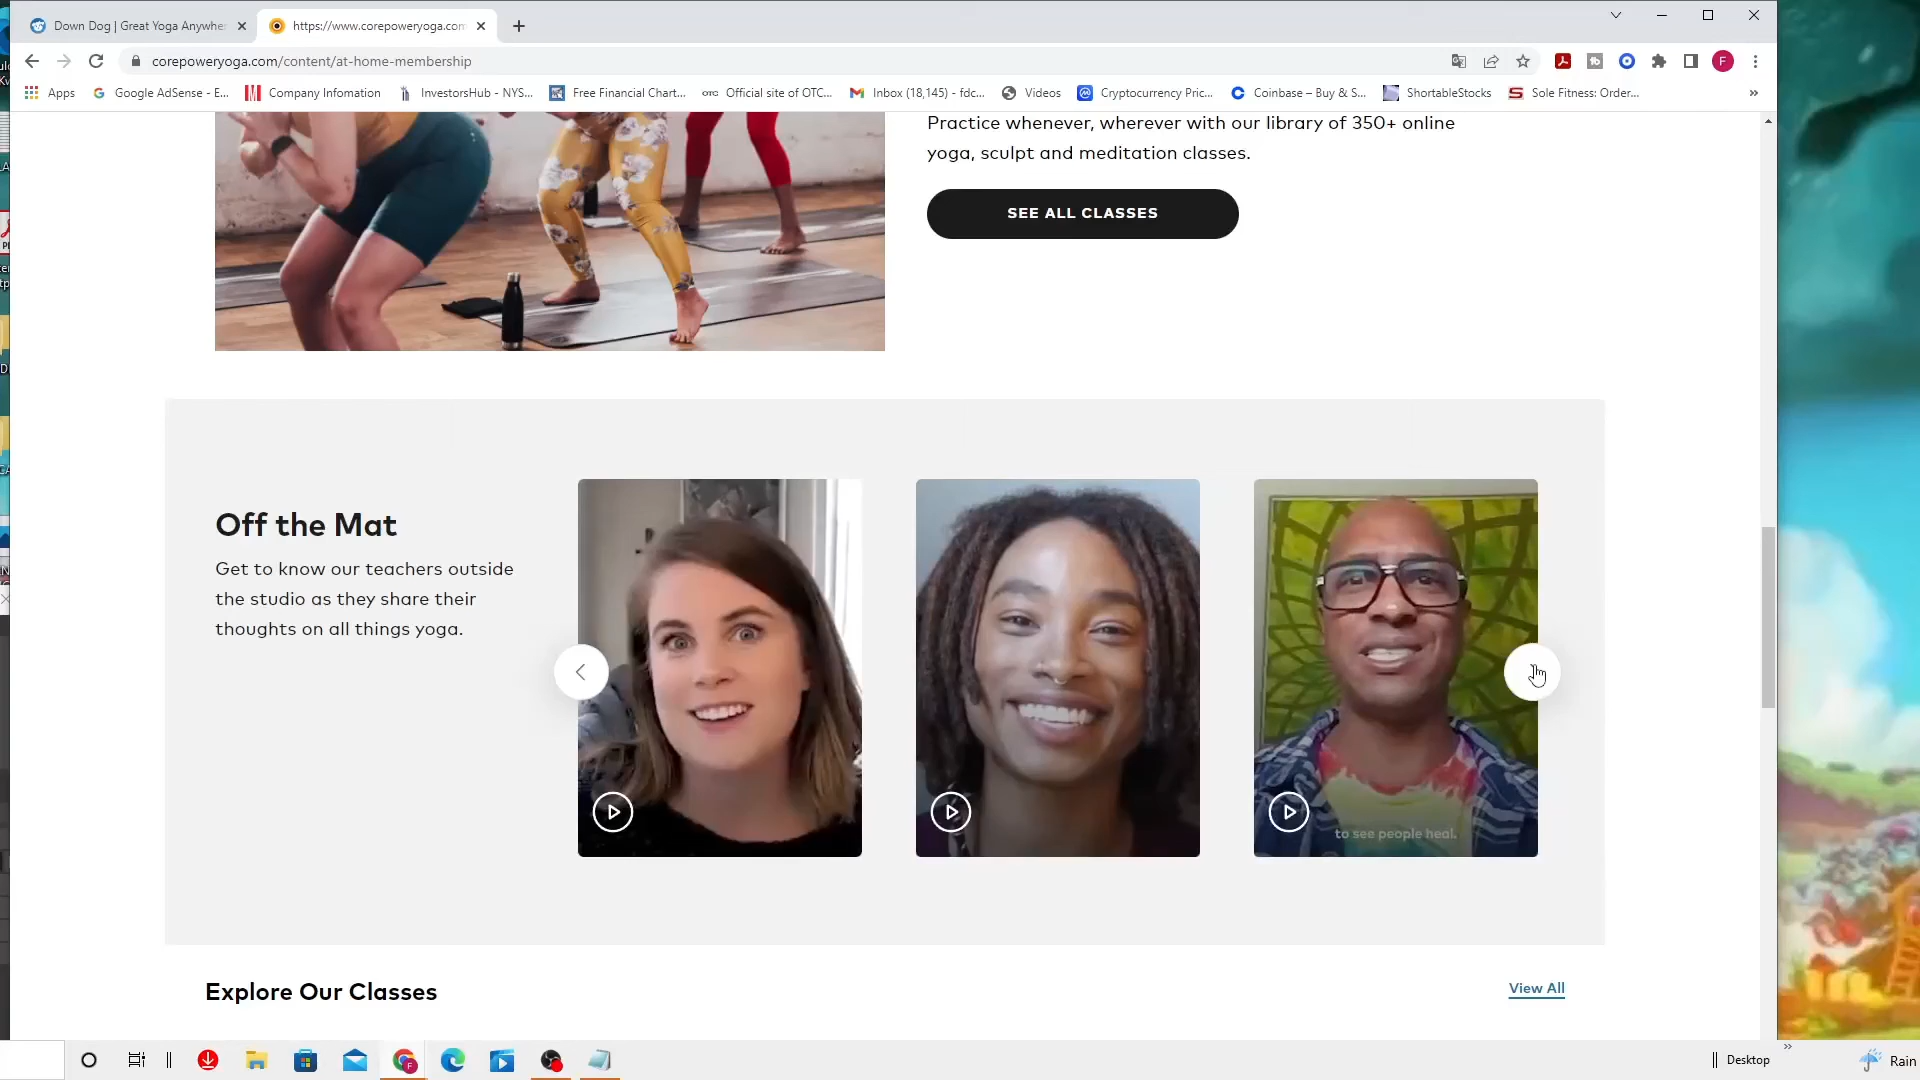 Down Dog | Great Yoga Anywher
https://www.corepoweryoga.com
corepoweryoga.com/content/at-home-membership
F
Apps
Google AdSense - E...
Company Infomation
InvestorsHub - NYS...
Free Financial Chart...
OTC
Official site of OTC...
Inbox (18,145) - fdc...
Videos
Cryptocurrency Pric...
Coinbase – Buy & S...
ShortableStocks
Sole Fitness: Order...
Practice whenever, wherever with our library of 350+ online
yoga, sculpt and meditation classes.
SEE ALL CLASSES
Off the Mat
Get to know our teachers outside
the studio as they share their
thoughts on all things yoga.
to see people heal.
Explore Our Classes
View All
Desktop
Rain